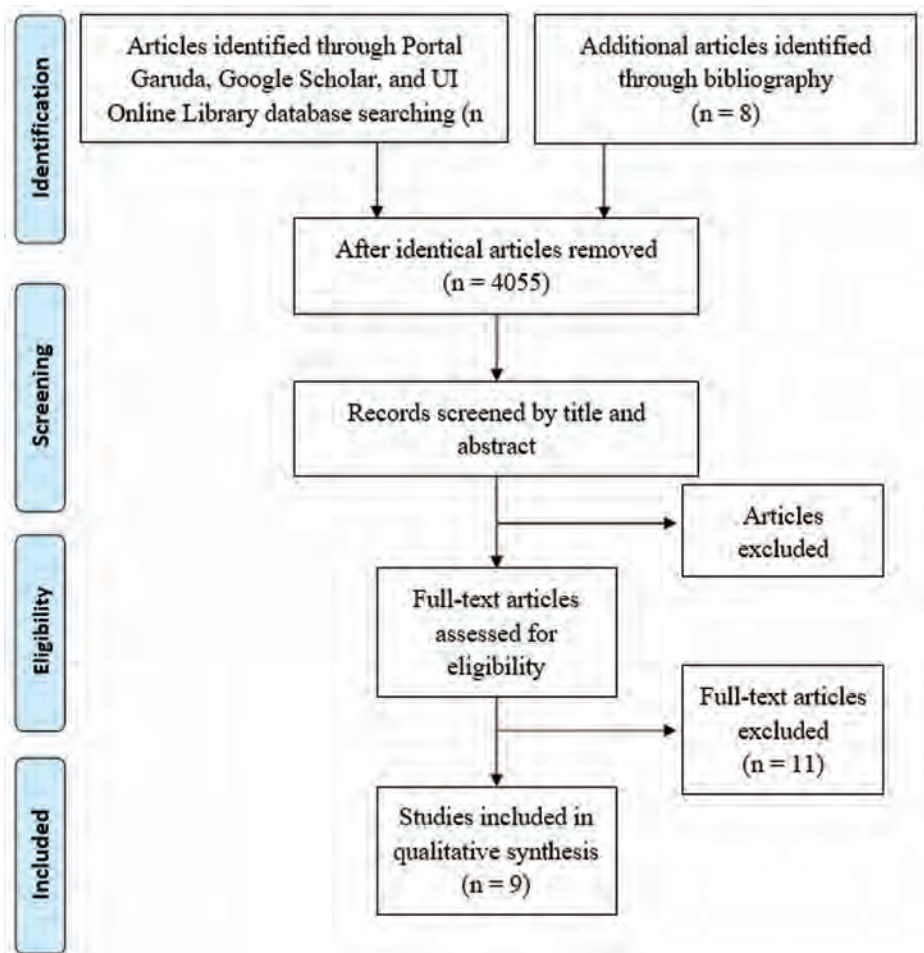 Identification
Articles identified through Portal
Garuda, Google Scholar, and UI
Online Library database searching (n
Additional articles identified
through bibliography
(n = 8)
After identical articles removed
(n = 4055)
Screening
Records screened by title and
abstract
Articles
excluded
Eligibility
Full-text articles
assessed for
eligibility
Full-text articles
excluded
(n = 11)
Included
Studies included in
qualitative synthesis
(n = 9)